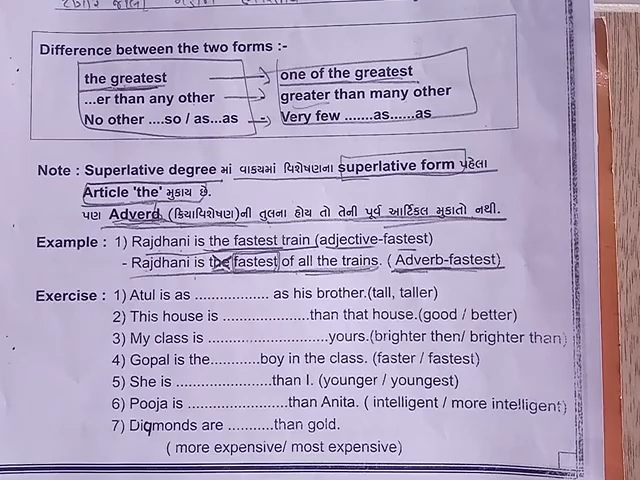 Difference between the two forms :-
the greatest one of the greatest
...er than any other greater than many other
No other ....so / as...as Very few .......as......as
Note : Superlative degree માં વાક્યમાં વિશેષણના superlative form પહેલા
Article 'the' મુકાય છે.
પણ Adverd (ક્રિયાવિશેષણ)ની તુલના હોય તો તેની પૂર્વ આર્ટિકલ મુકાતો નથી.
Example : 1) Rajdhani is the fastest train (adjective-fastest)
- Rajdhani is the fastest of all the trains. ( Adverb-fastest)
Exercise : 1) Atul is as .................. as his brother.(tall, taller)
2) This house is .....................than that house.(good / better)
3) My class is .............................yours.(brighter then/ brighter than)
4) Gopal is the............boy in the class. (faster / fastest)
5) She is .......................than I. (younger / youngest)
6) Pooja is ........................than Anita. ( intelligent / more intelligent)
7) Diamonds are ...........than gold.
( more expensive/ most expensive)